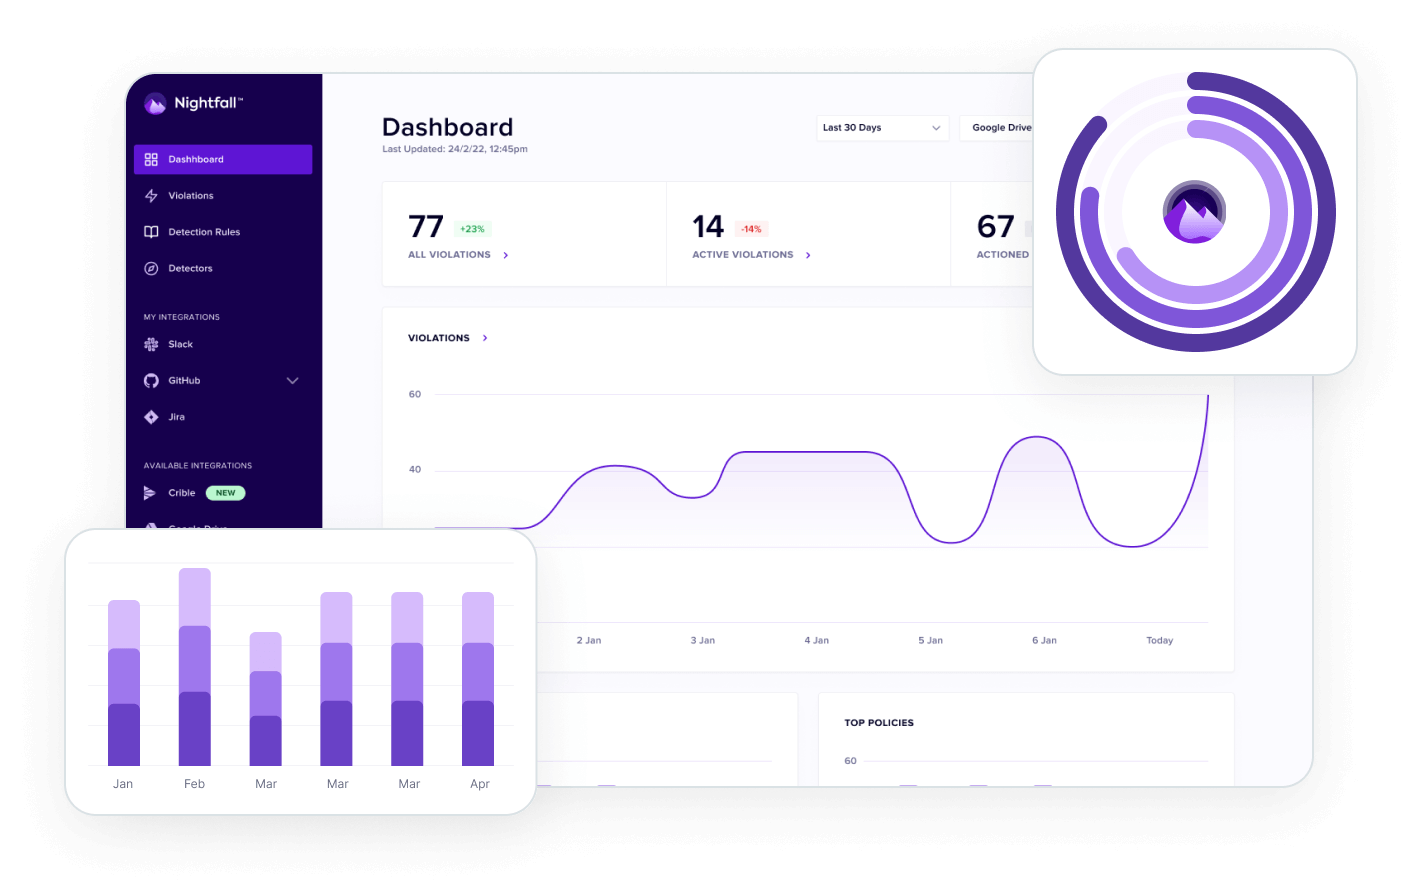 Nightfall™
Dashhboard
Violations
Detection Rules
Detectors
MY INTEGRATIONS
Slack
GitHub
Jira
AVAILABLE INTEGRATIONS
Crible NEW
Google Drive
Dashboard
Last Updated: 24/2/22, 12:45pm
Last 30 Days
Google Drive
77 +23%
ALL VIOLATIONS
14 -14%
ACTIVE VIOLATIONS
67
ACTIONED
VIOLATIONS
60
40
2 Jan 3 Jan 4 Jan 5 Jan 6 Jan Today
TOP POLICIES
60
Jan Feb Mar Mar Mar Apr